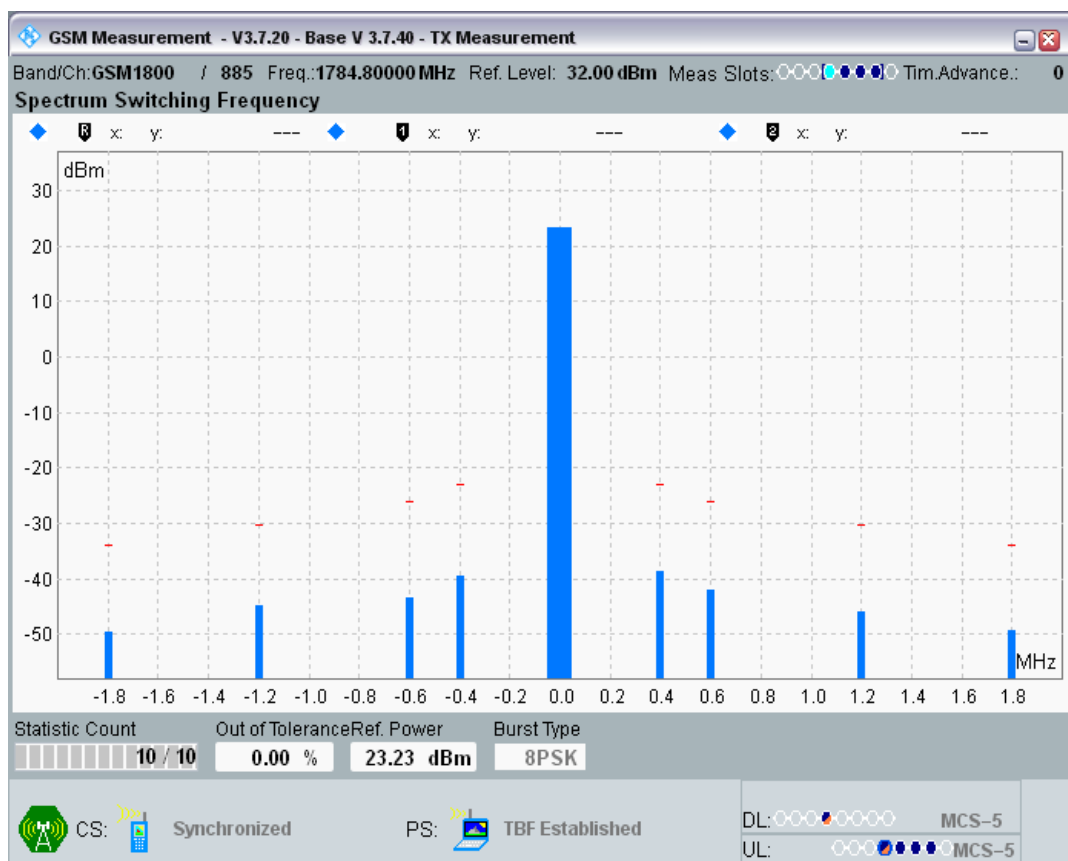 GSM Measurement - V3.7.20 - Base V 3.7.40 - TX Measurement
Band/Ch:GSM1800 / 885 Freq.:1784.80000 MHz Ref. Level: 32.00 dBm Meas Slots: Tim.Advance.: 0
Spectrum Switching Frequency
R x: y: --- 1 x: y: --- 2 x: y: ---
dBm
30
20
10
0
-10
-20
-30
-40
-50
MHz
-1.8 -1.6 -1.4 -1.2 -1.0 -0.8 -0.6 -0.4 -0.2 0.0 0.2 0.4 0.6 0.8 1.0 1.2 1.4 1.6 1.8
Statistic Count Out of Tolerance Ref. Power Burst Type
10 / 10 0.00 % 23.23 dBm 8PSK
CS: Synchronized PS: TBF Established
DL: MCS-5
UL: MCS-5